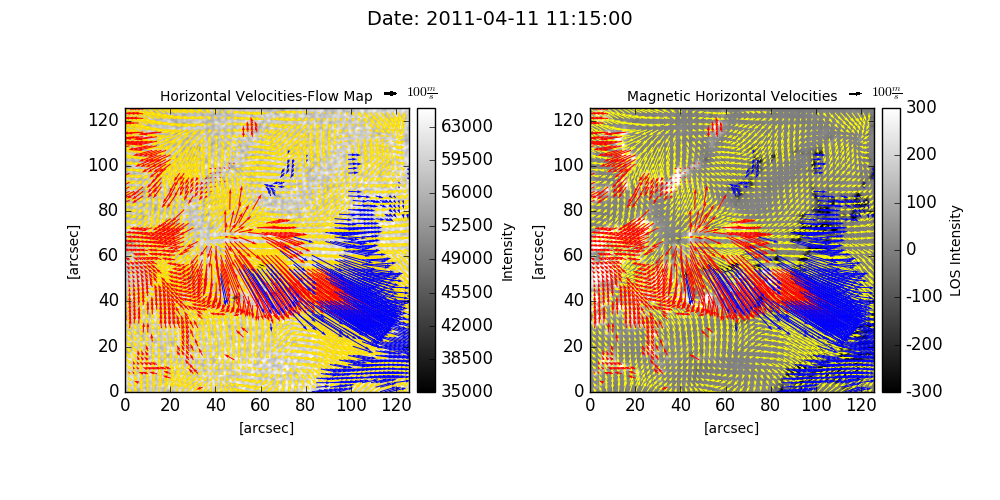 Date: 2011-04-11 11:15:00
Horizontal Velocities-Flow Map
100 m/s
Magnetic Horizontal Velocities
100 m/s
120
100
80
60
40
20
0
0 20 40 60 80 100 120
[arcsec]
[arcsec]
63000
59500
56000
52500
49000
45500
42000
38500
35000
Intensity
120
100
80
60
40
20
0
0 20 40 60 80 100 120
[arcsec]
[arcsec]
300
200
100
0
-100
-200
-300
LOS Intensity